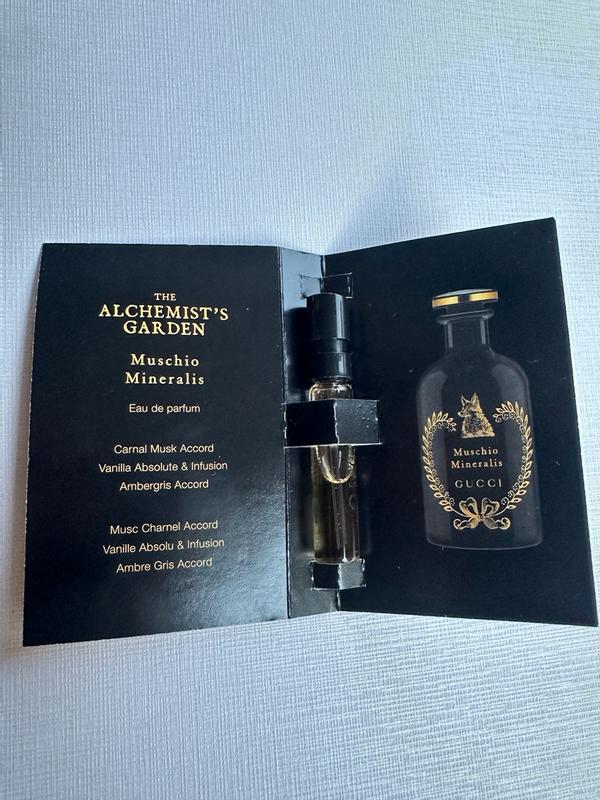 THE
ALCHEMIST'S
GARDEN
Muschio
Mineralis
Eau de parfum
Carnal Musk Accord
Vanilla Absolute & Infusion
Ambergris Accord
Musc Charnel Accord
Vanille Absolu & Infusion
Ambre Gris Accord
Muschio
Mineralis
GUCCI